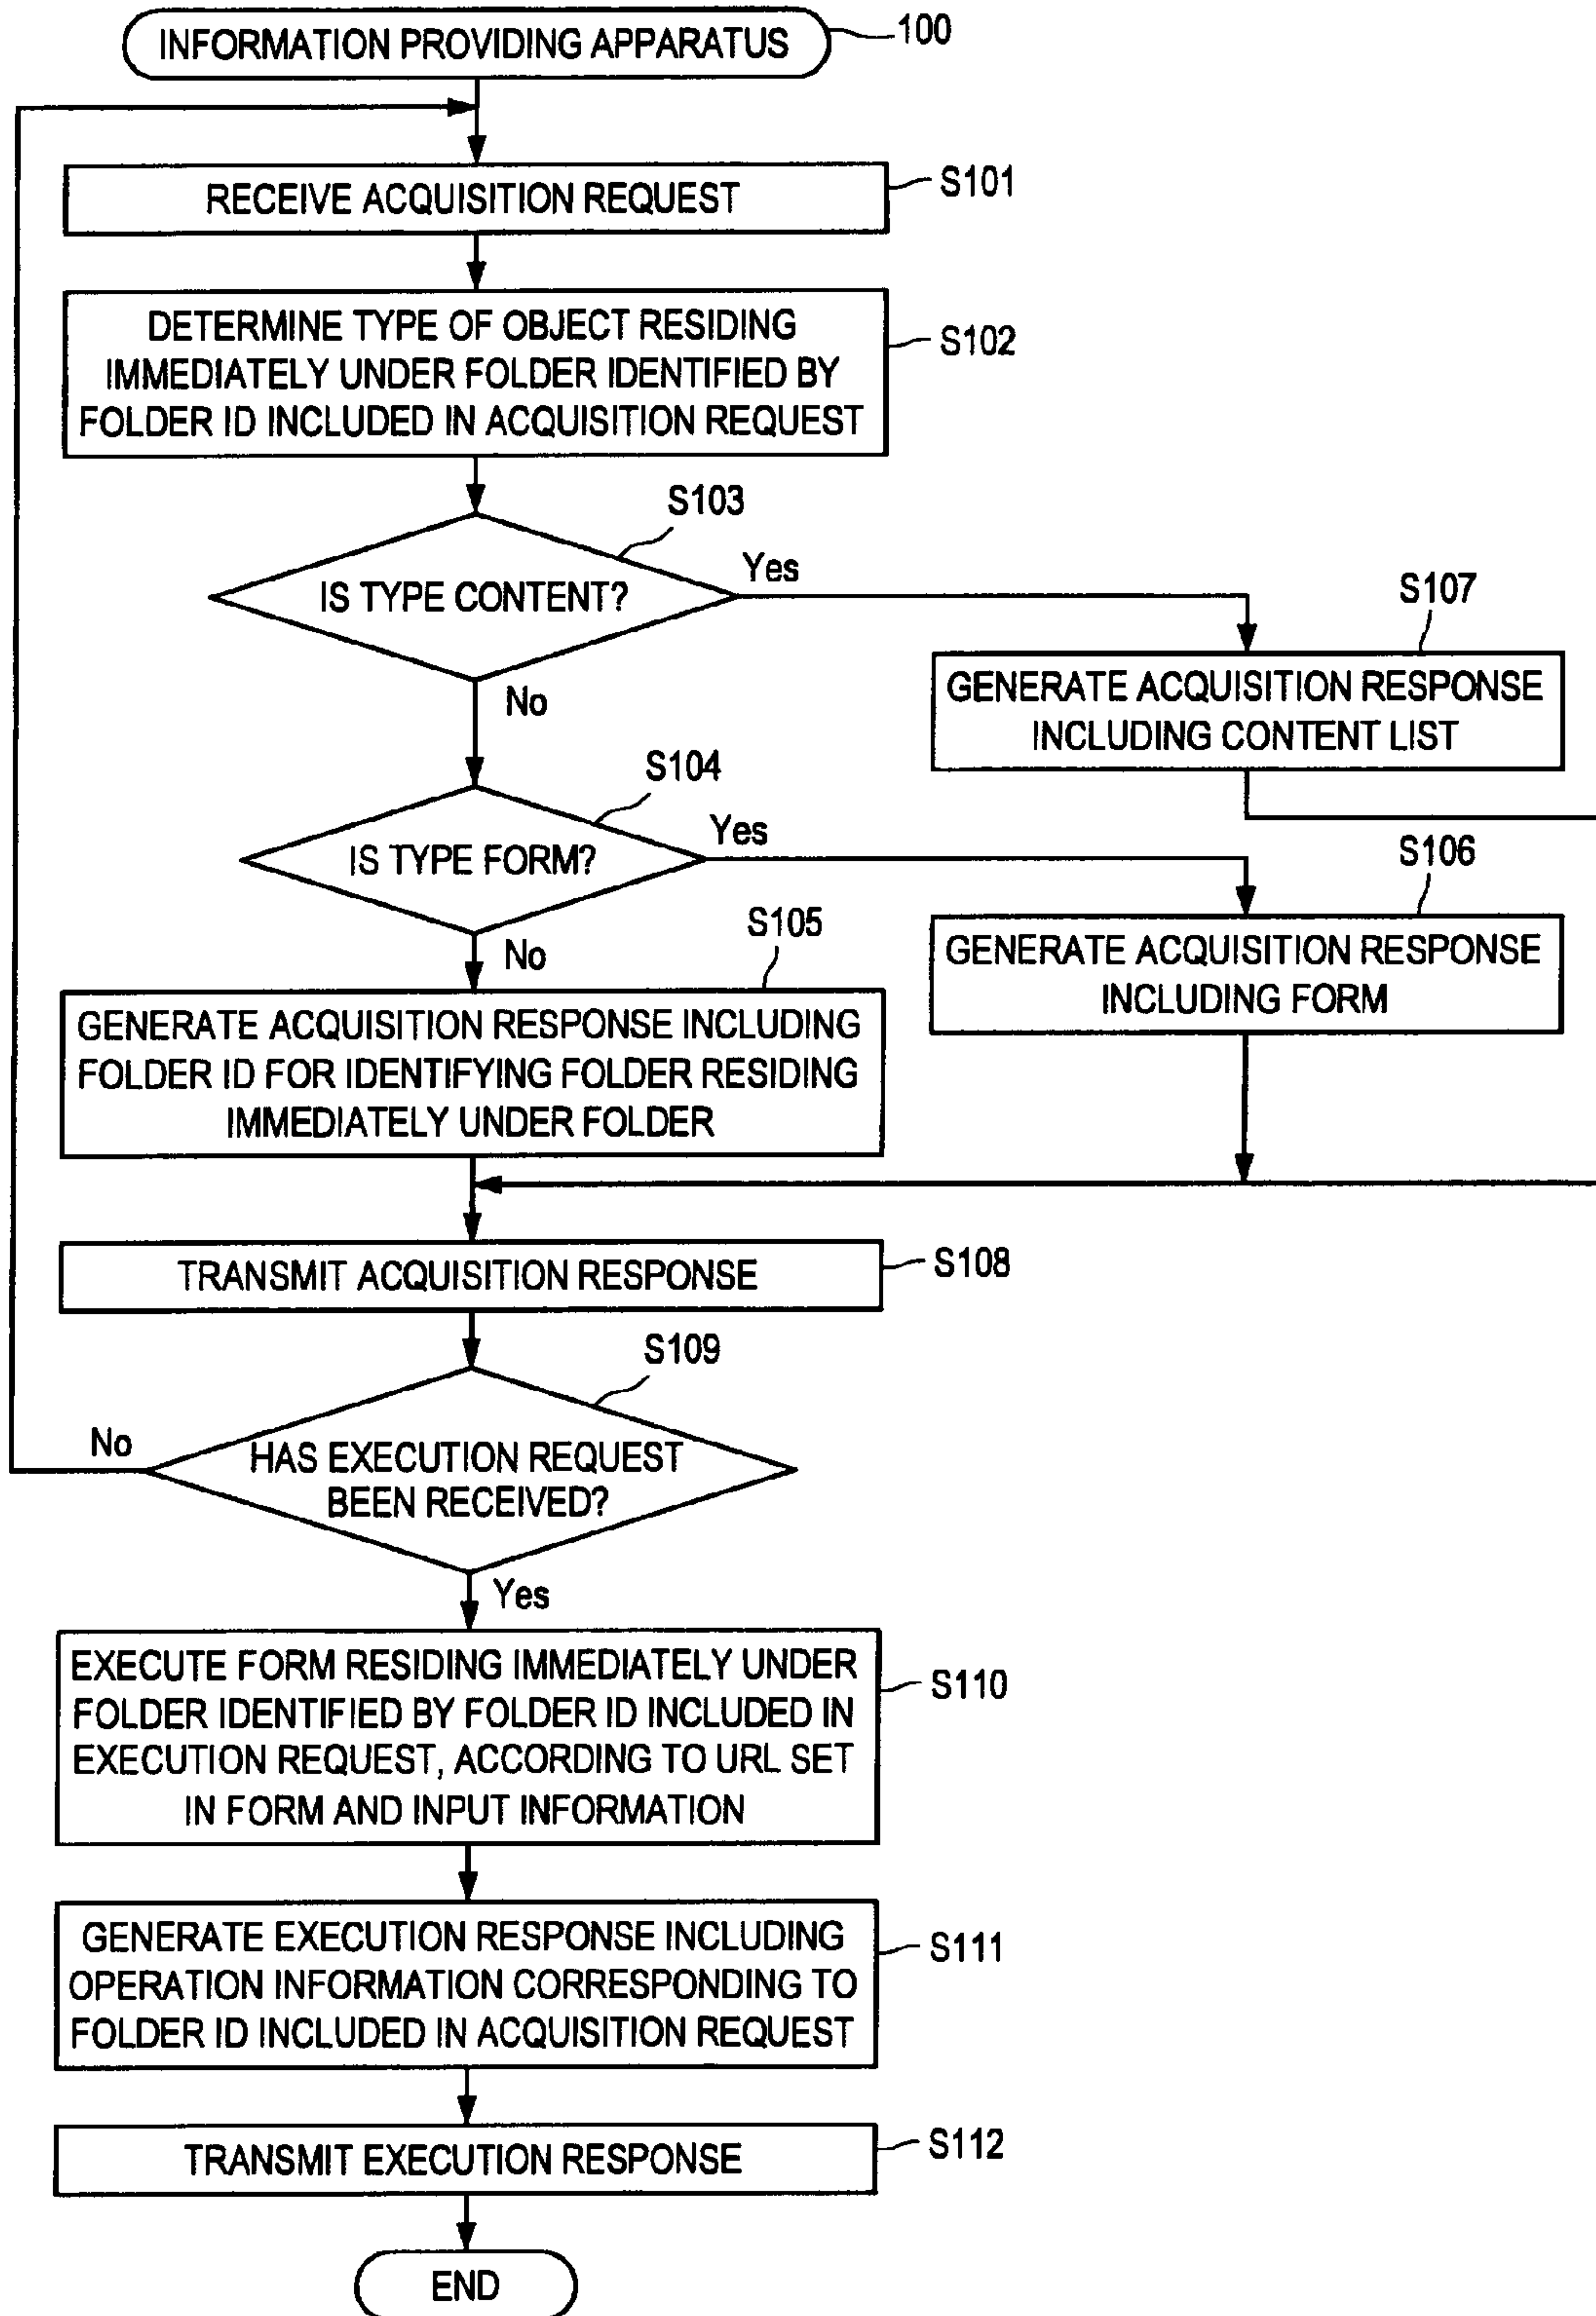 INFORMATION PROVIDING APPARATUS
100
RECEIVE ACQUISITION REQUEST
S101
DETERMINE TYPE OF OBJECT RESIDING
IMMEDIATELY UNDER FOLDER IDENTIFIED BY
FOLDER ID INCLUDED IN ACQUISITION REQUEST
S102
S103
IS TYPE CONTENT?
Yes
No
S107
GENERATE ACQUISITION RESPONSE
INCLUDING CONTENT LIST
S104
IS TYPE FORM?
Yes
No
S106
GENERATE ACQUISITION RESPONSE
INCLUDING FORM
S105
GENERATE ACQUISITION RESPONSE INCLUDING
FOLDER ID FOR IDENTIFYING FOLDER RESIDING
IMMEDIATELY UNDER FOLDER
TRANSMIT ACQUISITION RESPONSE
S108
S109
No
HAS EXECUTION REQUEST
BEEN RECEIVED?
Yes
EXECUTE FORM RESIDING IMMEDIATELY UNDER
FOLDER IDENTIFIED BY FOLDER ID INCLUDED IN
EXECUTION REQUEST, ACCORDING TO URL SET
IN FORM AND INPUT INFORMATION
S110
GENERATE EXECUTION RESPONSE INCLUDING
OPERATION INFORMATION CORRESPONDING TO
FOLDER ID INCLUDED IN ACQUISITION REQUEST
S111
TRANSMIT EXECUTION RESPONSE
S112
END